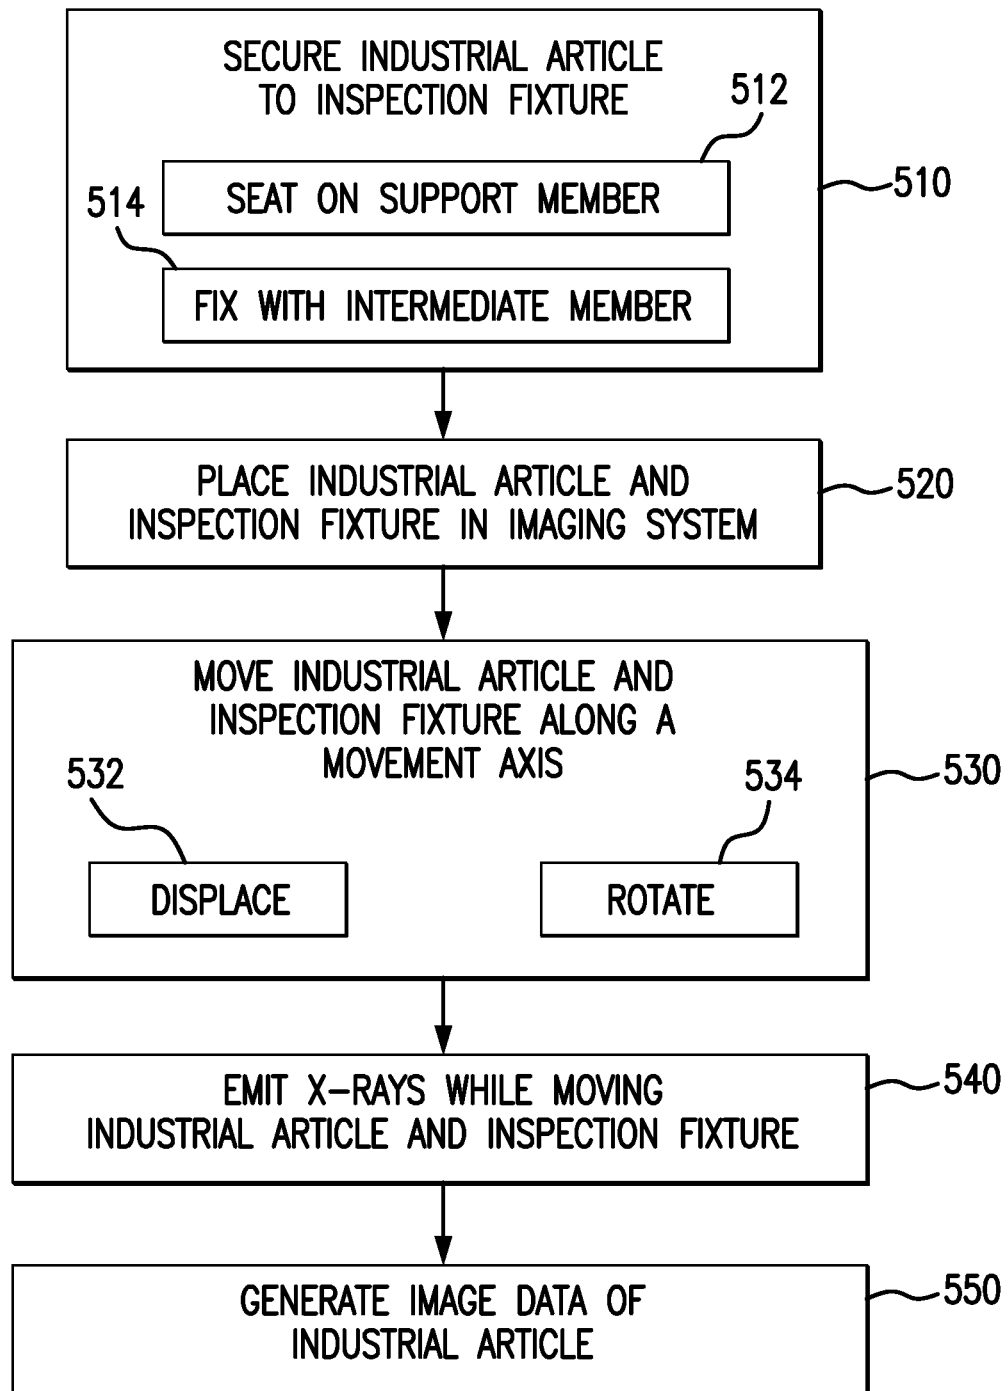 SECURE INDUSTRIAL ARTICLE
TO INSPECTION FIXTURE
512
SEAT ON SUPPORT MEMBER
510
514
FIX WITH INTERMEDIATE MEMBER
PLACE INDUSTRIAL ARTICLE AND
INSPECTION FIXTURE IN IMAGING SYSTEM
520
MOVE INDUSTRIAL ARTICLE AND
INSPECTION FIXTURE ALONG A
MOVEMENT AXIS
530
532
534
DISPLACE
ROTATE
EMIT X-RAYS WHILE MOVING
INDUSTRIAL ARTICLE AND INSPECTION FIXTURE
540
GENERATE IMAGE DATA OF
INDUSTRIAL ARTICLE
550